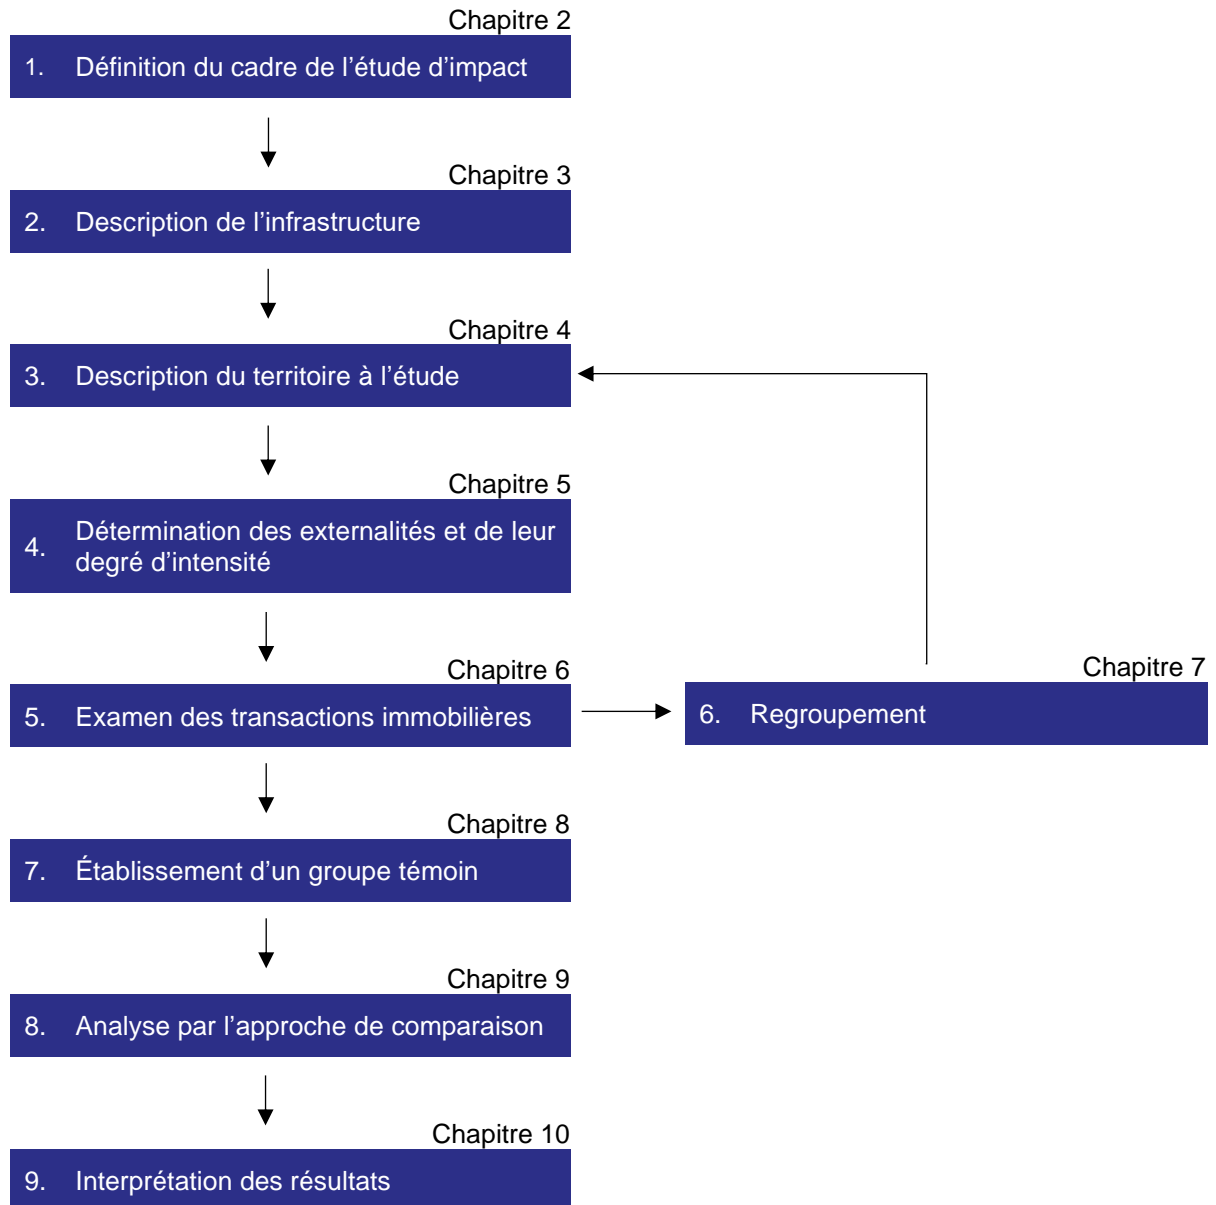 Chapitre 2
1. Définition du cadre de l’étude d’impact
Chapitre 3
2. Description de l’infrastructure
Chapitre 4
3. Description du territoire à l’étude
Chapitre 5
4. Détermination des externalités et de leur
degré d’intensité
Chapitre 6
5. Examen des transactions immobilières
Chapitre 7
6. Regroupement
Chapitre 8
7. Établissement d’un groupe témoin
Chapitre 9
8. Analyse par l’approche de comparaison
Chapitre 10
9. Interprétation des résultats